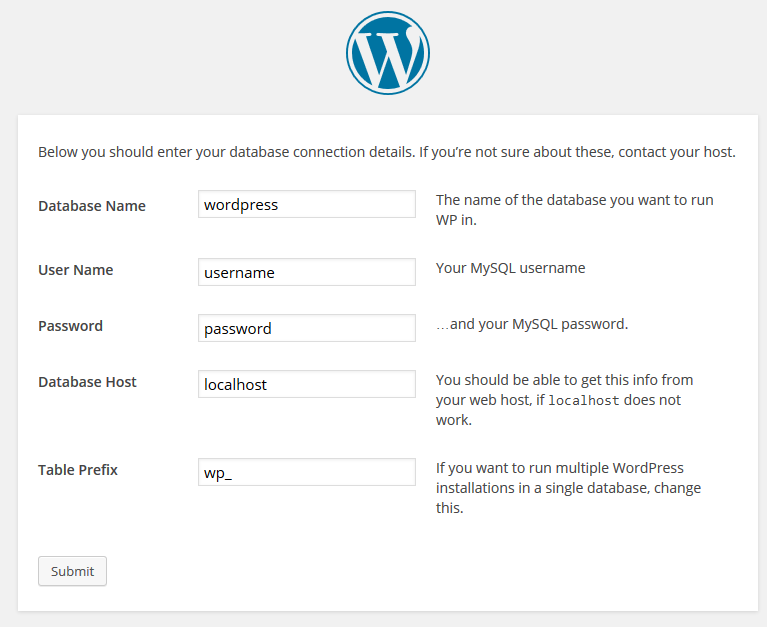 Below you should enter your database connection details. If you’re not sure about these, contact your host.
Database Name
wordpress
The name of the database you want to run
WP in.
User Name
username
Your MySQL username
Password
password
…and your MySQL password.
Database Host
localhost
You should be able to get this info from
your web host, if localhost does not
work.
Table Prefix
wp_
If you want to run multiple WordPress
installations in a single database, change
this.
Submit